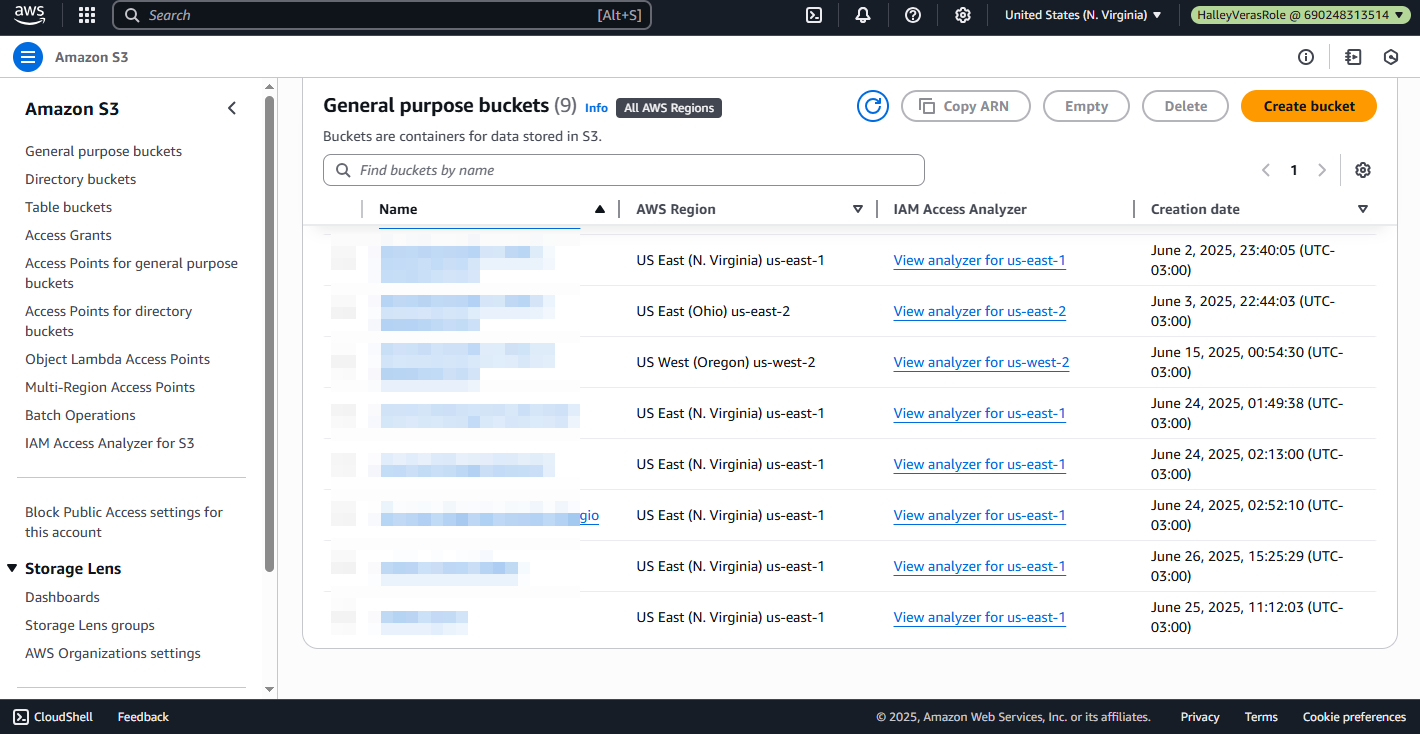 aws Search [Alt+S] United States (N. Virginia) HalleyVerasRole @ 690248313514
Amazon S3
Amazon S3
General purpose buckets
Directory buckets
Table buckets
Access Grants
Access Points for general purpose
buckets
Access Points for directory
buckets
Object Lambda Access Points
Multi-Region Access Points
Batch Operations
IAM Access Analyzer for S3
Block Public Access settings for
this account
Storage Lens
Dashboards
Storage Lens groups
AWS Organizations settings
General purpose buckets (9) Info All AWS Regions Copy ARN Empty Delete Create bucket
Buckets are containers for data stored in S3.
Find buckets by name 1
Name AWS Region IAM Access Analyzer Creation date
US East (N. Virginia) us-east-1 View analyzer for us-east-1 June 2, 2025, 23:40:05 (UTC-
03:00)
US East (Ohio) us-east-2 View analyzer for us-east-2 June 3, 2025, 22:44:03 (UTC-
03:00)
US West (Oregon) us-west-2 View analyzer for us-west-2 June 15, 2025, 00:54:30 (UTC-
03:00)
US East (N. Virginia) us-east-1 View analyzer for us-east-1 June 24, 2025, 01:49:38 (UTC-
03:00)
US East (N. Virginia) us-east-1 View analyzer for us-east-1 June 24, 2025, 02:13:00 (UTC-
03:00)
gio US East (N. Virginia) us-east-1 View analyzer for us-east-1 June 24, 2025, 02:52:10 (UTC-
03:00)
US East (N. Virginia) us-east-1 View analyzer for us-east-1 June 26, 2025, 15:25:29 (UTC-
03:00)
US East (N. Virginia) us-east-1 View analyzer for us-east-1 June 25, 2025, 11:12:03 (UTC-
03:00)
CloudShell Feedback © 2025, Amazon Web Services, Inc. or its affiliates. Privacy Terms Cookie preferences